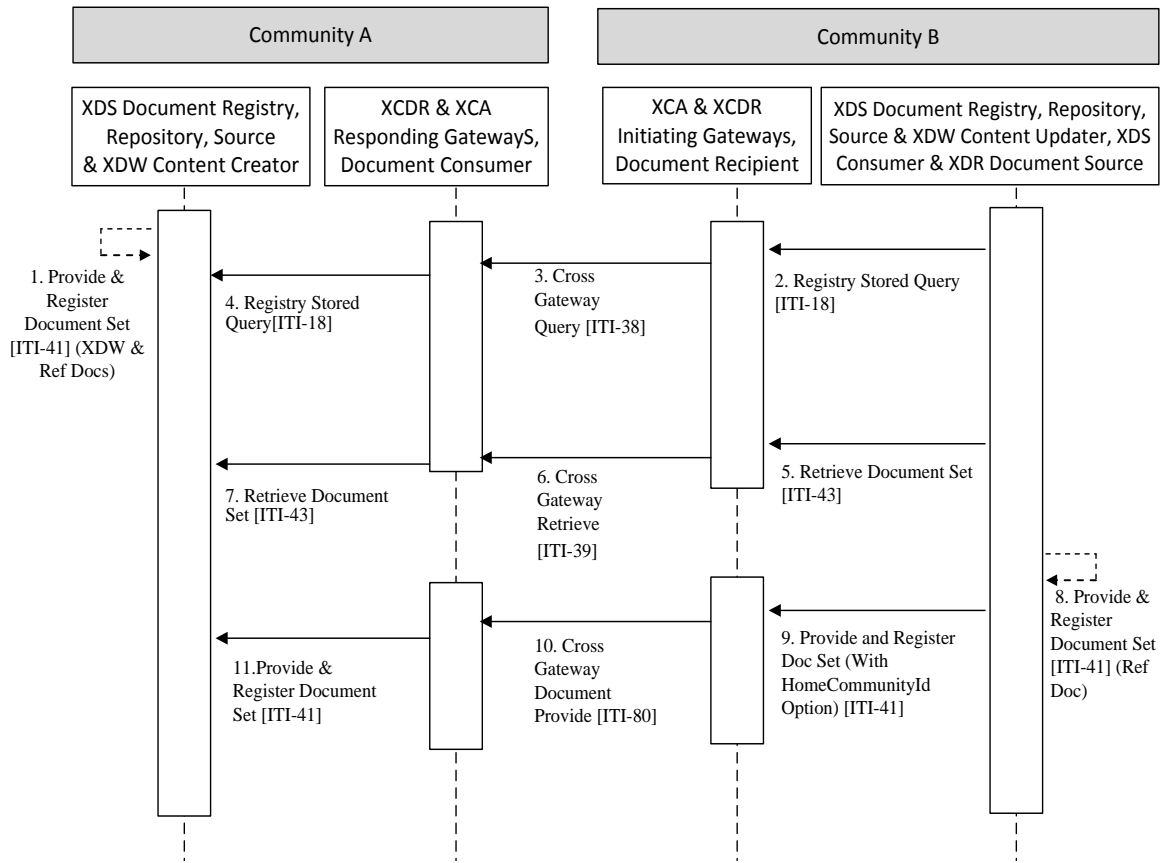 Community A
Community B
XDS Document Registry,
Repository, Source
& XDW Content Creator
XCDR & XCA
Responding GatewayS,
Document Consumer
XCA & XCDR
Initiating Gateways,
Document Recipient
XDS Document Registry, Repository,
Source & XDW Content Updater, XDS
Consumer & XDR Document Source
1. Provide &
Register
Document Set
[ITI-41] (XDW &
Ref Docs)
2. Registry Stored Query
[ITI-18]
3. Cross
Gateway
Query [ITI-38]
4. Registry Stored
Query[ITI-18]
5. Retrieve Document Set
[ITI-43]
6. Cross
Gateway
Retrieve
[ITI-39]
7. Retrieve Document
Set [ITI-43]
8. Provide &
Register
Document Set
[ITI-41] (Ref
Doc)
9. Provide and Register
Doc Set (With
HomeCommunityId
Option) [ITI-41]
10. Cross
Gateway
Document
Provide [ITI-80]
11.Provide &
Register Document
Set [ITI-41]